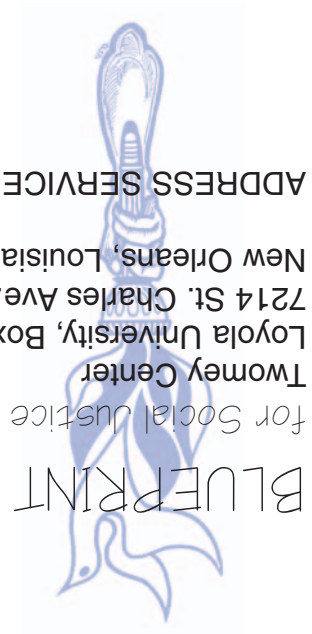 BLUEPRINT
for Social Justice
Twomey Center
Loyola University, Box
7214 St. Charles Ave.
New Orleans, Louisia
ADDRESS SERVICE